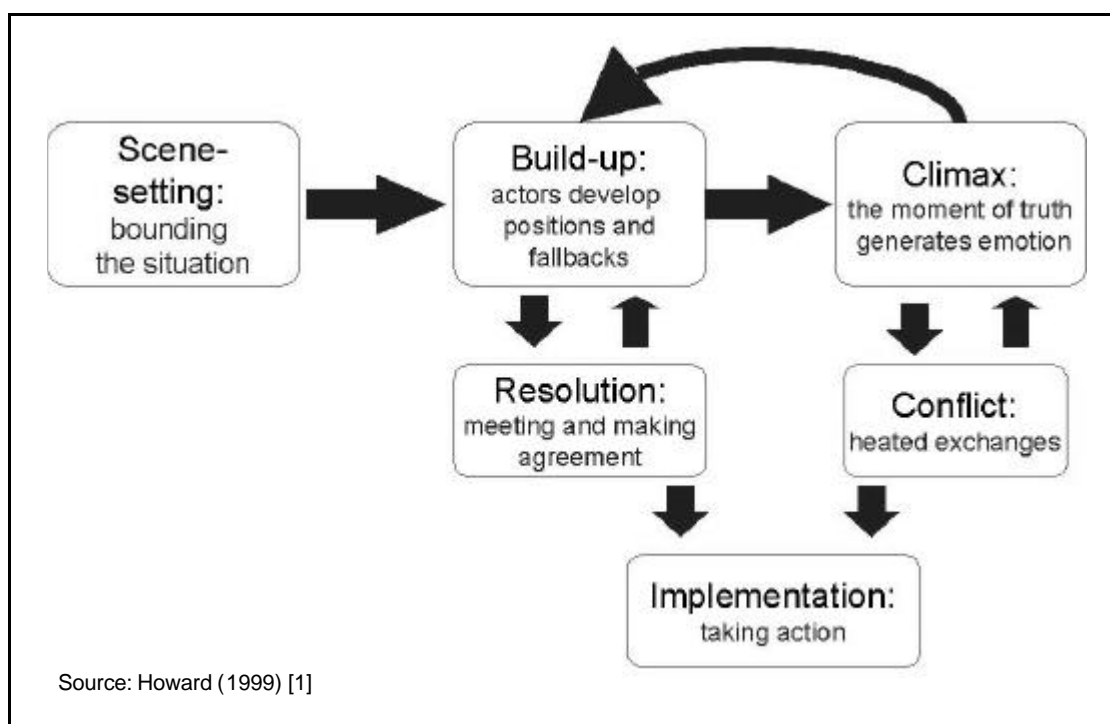 Scene-
setting:
bounding
the situation
Build-up:
actors develop
positions and
fallbacks
Climax:
the moment of truth
generates emotion
Resolution:
meeting and making
agreement
Conflict:
heated exchanges
Implementation:
taking action
Source: Howard (1999) [1]